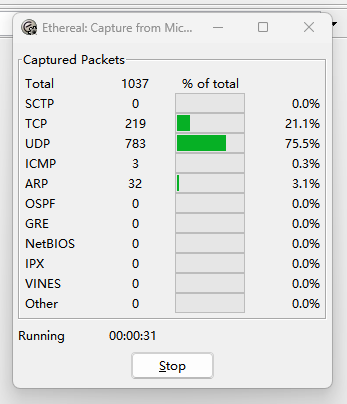 Ethereal: Capture from Mic...
Captured Packets
Total 1037 % of total
SCTP 0 0.0%
TCP 219 21.1%
UDP 783 75.5%
ICMP 3 0.3%
ARP 32 3.1%
OSPF 0 0.0%
GRE 0 0.0%
NetBIOS 0 0.0%
IPX 0 0.0%
VINES 0 0.0%
Other 0 0.0%
Running 00:00:31
Stop